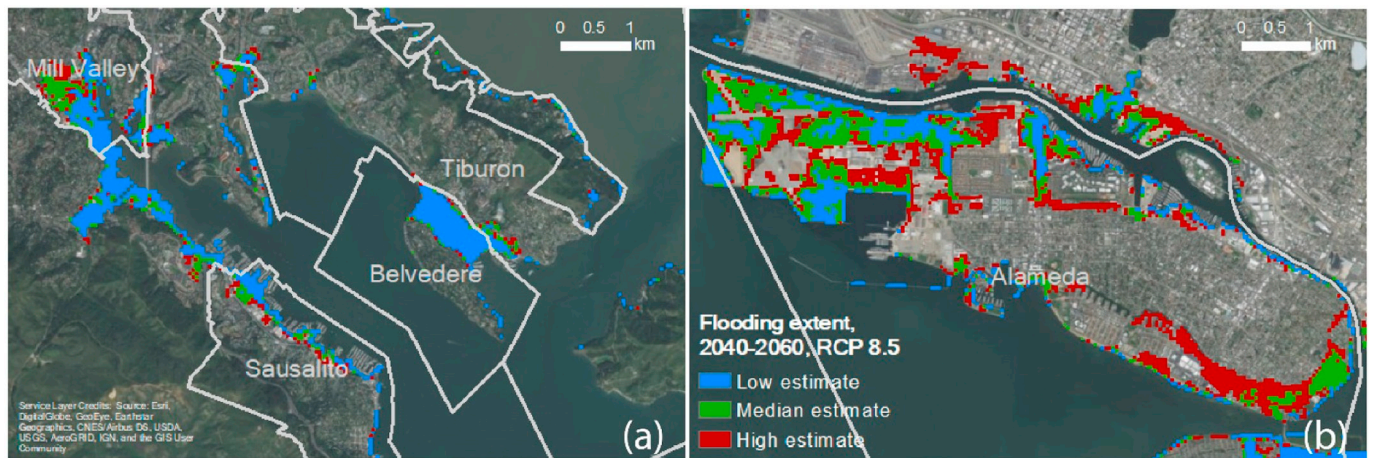 0 0.5 1
km
Mill Valley
Tiburon
Belvedere
Sausalito
Service Layer Credits: Source: Esri,
DigitalGlobe, GeoEye, Earthstar
Geographics, CNES/Airbus DS, USDA,
USGS, AeroGRID, IGN, and the GIS User
Community
(a)
0 0.5 1
km
Alameda
Flooding extent,
2040-2060, RCP 8.5
Low estimate
Median estimate
High estimate
(b)